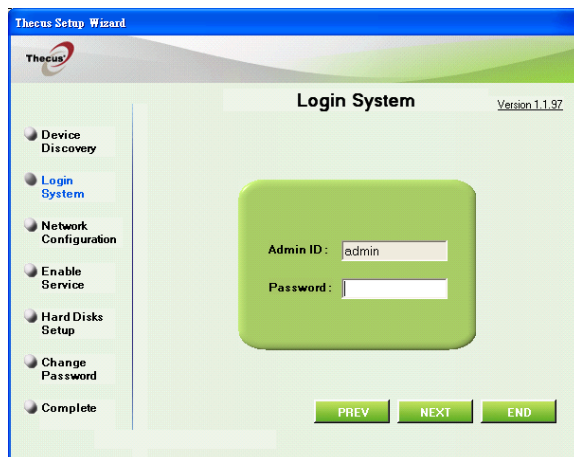 Thecus Setup Wizard
Thecus
Login System
Version 1.1.97
Device
Discovery
Login
System
Network
Configuration
Enable
Service
Hard Disks
Setup
Change
Password
Complete
Admin ID : admin
Password :
PREV NEXT END